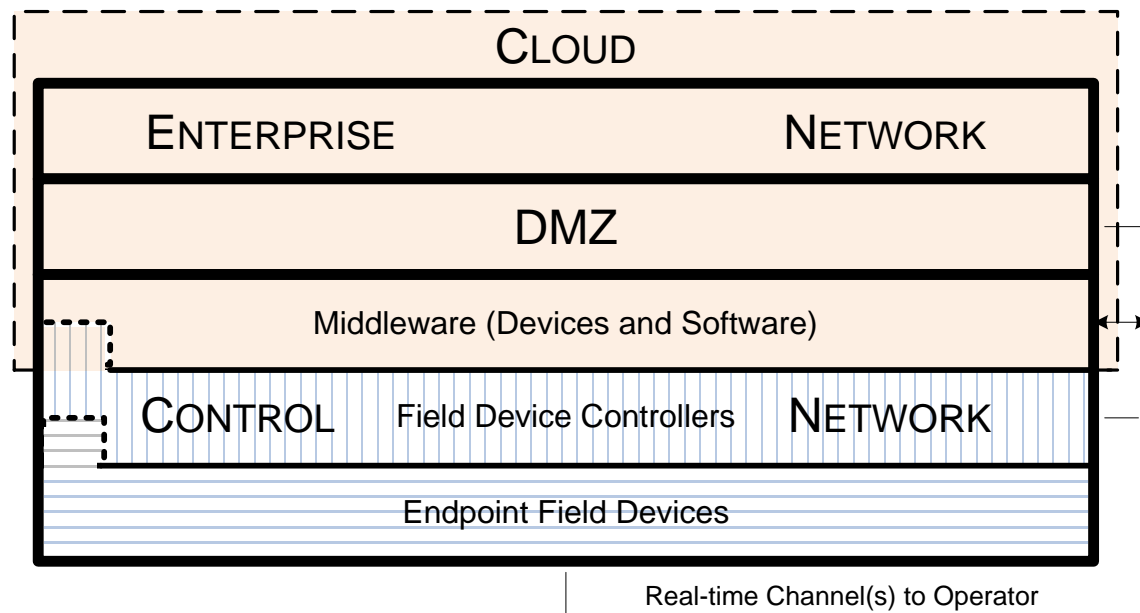 CLOUD
ENTERPRISE NETWORK
DMZ
Middleware (Devices and Software)
CONTROL Field Device Controllers NETWORK
Endpoint Field Devices
Real-time Channel(s) to Operator